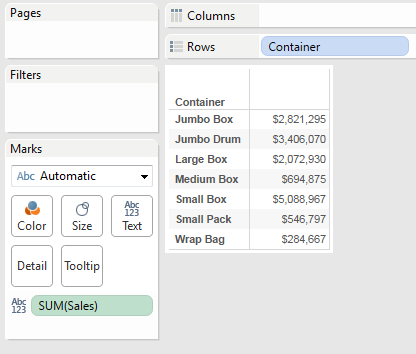 Pages
Columns
Rows
Container
Filters
Container
Jumbo Box $2,821,295
Jumbo Drum $3,406,070
Large Box $2,072,930
Medium Box $694,875
Small Box $5,088,967
Small Pack $546,797
Wrap Bag $284,667
Marks
Abc Automatic
Abc
123
Color Size Text
Detail Tooltip
Abc
123
SUM(Sales)